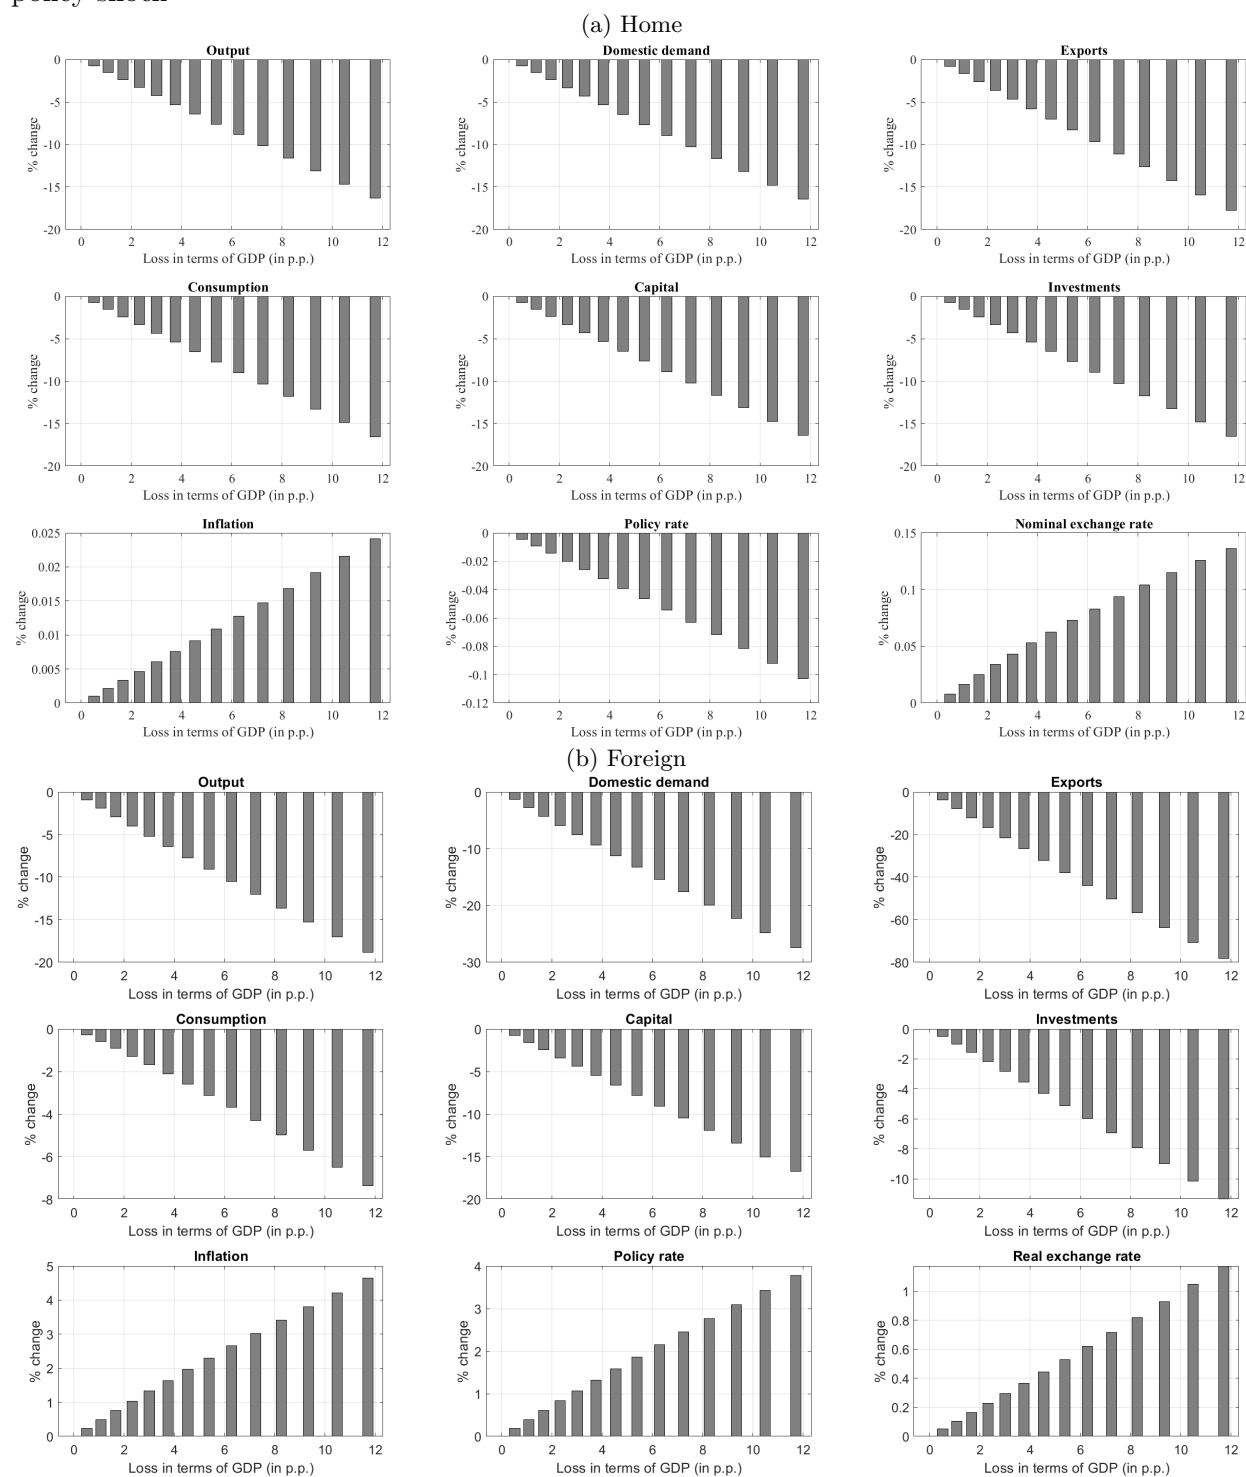 policy shock
(a) Home
Output
Domestic demand
Exports
0
-5
-10
-15
-20
% change
0 2 4 6 8 10 12
Loss in terms of GDP (in p.p.)
0
-5
-10
-15
-20
% change
0 2 4 6 8 10 12
Loss in terms of GDP (in p.p.)
0
-5
-10
-15
-20
% change
0 2 4 6 8 10 12
Loss in terms of GDP (in p.p.)
Consumption
Capital
Investments
0
-5
-10
-15
-20
% change
0 2 4 6 8 10 12
Loss in terms of GDP (in p.p.)
0
-5
-10
-15
-20
% change
0 2 4 6 8 10 12
Loss in terms of GDP (in p.p.)
0
-5
-10
-15
-20
% change
0 2 4 6 8 10 12
Loss in terms of GDP (in p.p.)
Inflation
Policy rate
Nominal exchange rate
0.025
0.02
0.015
0.01
0.005
0
% change
0 2 4 6 8 10 12
Loss in terms of GDP (in p.p.)
0
-0.02
-0.04
-0.06
-0.08
-0.1
-0.12
% change
0 2 4 6 8 10 12
Loss in terms of GDP (in p.p.)
0.15
0.1
0.05
0
% change
0 2 4 6 8 10 12
Loss in terms of GDP (in p.p.)
(b) Foreign
Output
Domestic demand
Exports
0
-5
-10
-15
-20
% change
0 2 4 6 8 10 12
Loss in terms of GDP (in p.p.)
0
-10
-20
-30
% change
0 2 4 6 8 10 12
Loss in terms of GDP (in p.p.)
0
-20
-40
-60
-80
% change
0 2 4 6 8 10 12
Loss in terms of GDP (in p.p.)
Consumption
Capital
Investments
0
-2
-4
-6
-8
% change
0 2 4 6 8 10 12
Loss in terms of GDP (in p.p.)
0
-5
-10
-15
-20
% change
0 2 4 6 8 10 12
Loss in terms of GDP (in p.p.)
0
-2
-4
-6
-8
-10
% change
0 2 4 6 8 10 12
Loss in terms of GDP (in p.p.)
Inflation
Policy rate
Real exchange rate
5
4
3
2
1
0
% change
0 2 4 6 8 10 12
Loss in terms of GDP (in p.p.)
4
3
2
1
0
% change
0 2 4 6 8 10 12
Loss in terms of GDP (in p.p.)
1
0.8
0.6
0.4
0.2
0
% change
0 2 4 6 8 10 12
Loss in terms of GDP (in p.p.)